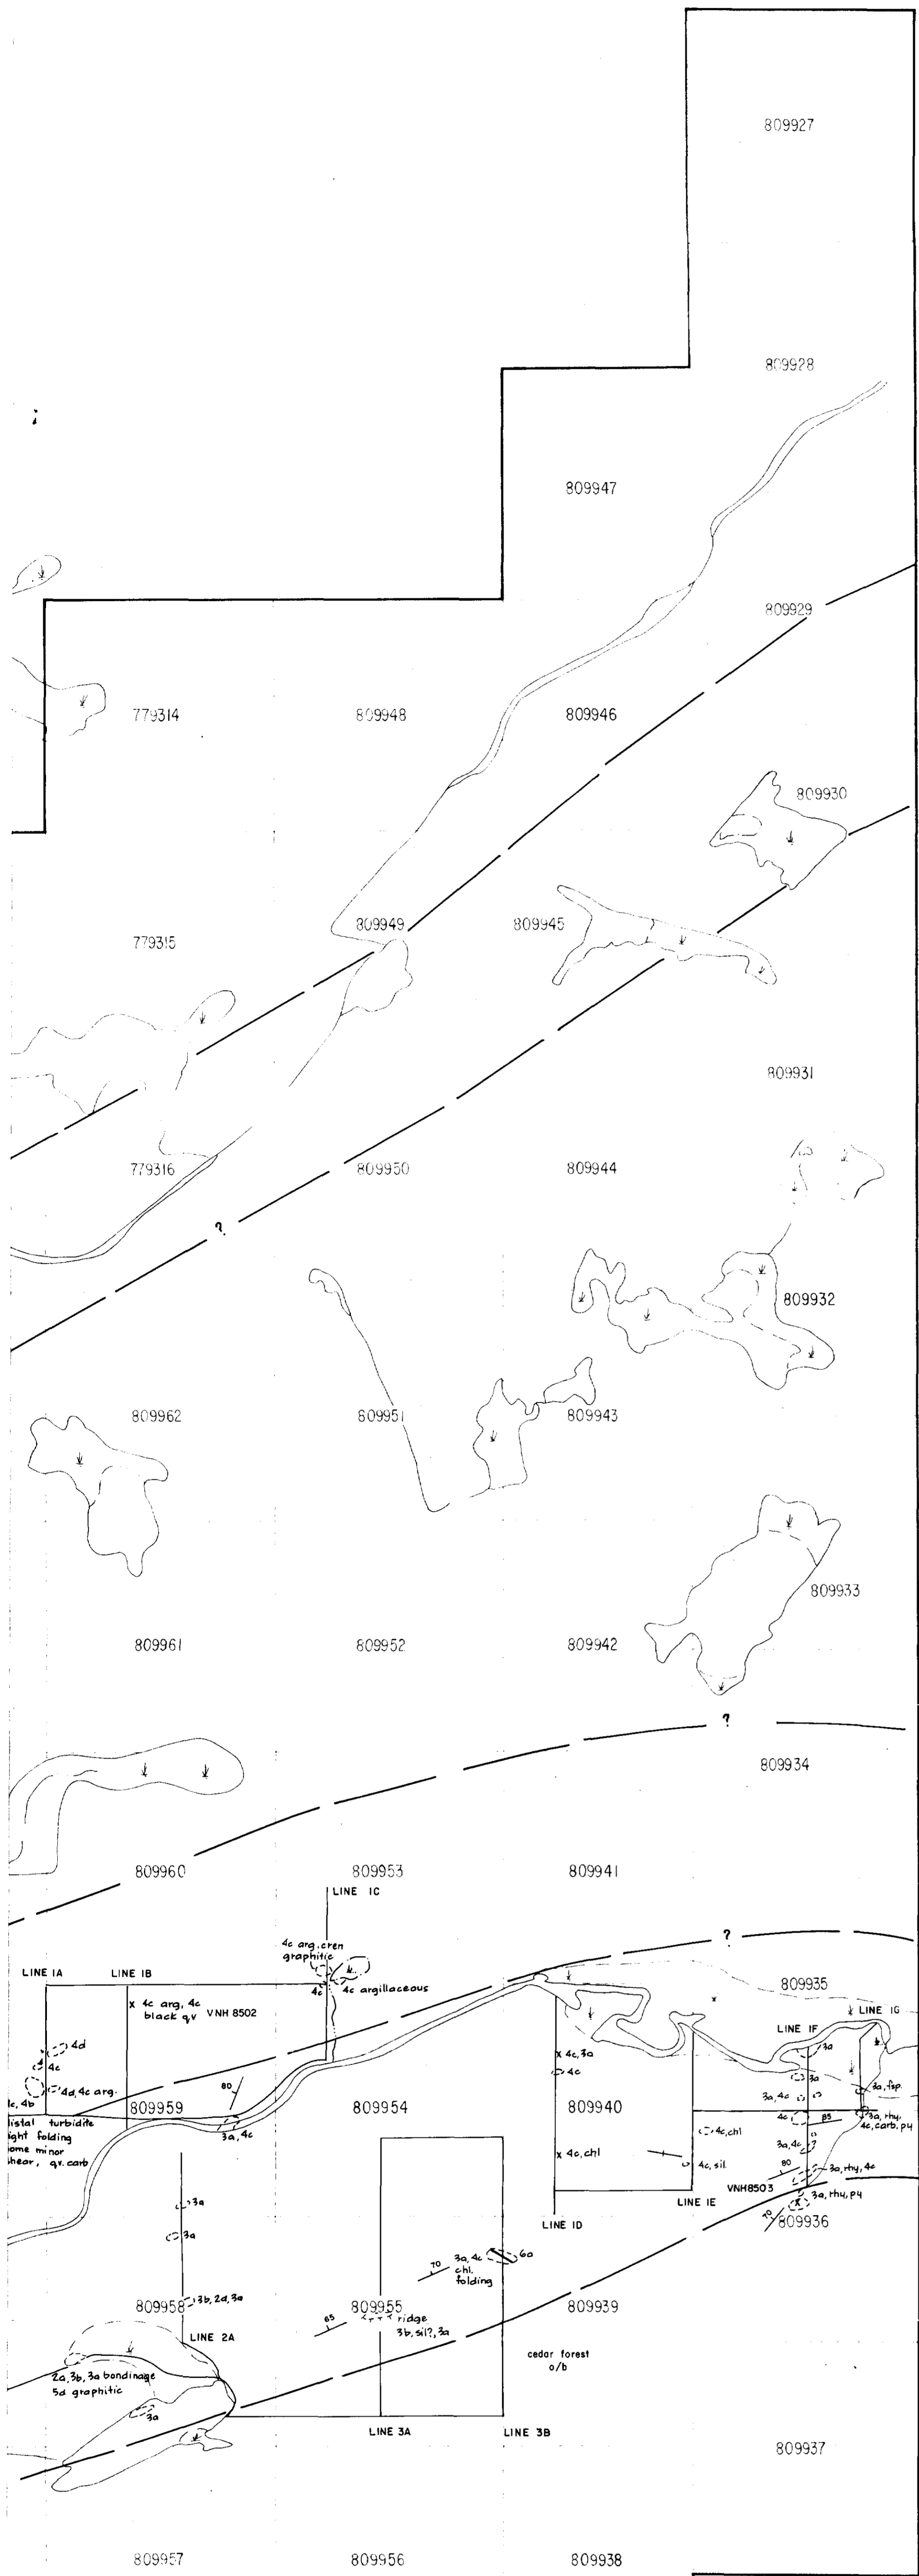 809927
809928
809947
809929
779314
809948
809946
809930
779315
809949
809945
809931
779316
809950
809944
?
809932
809962
809951
809943
809933
809961
809952
809942
?
809934
809960
809953
809941
LINE 1C
?
4c arg. cren
graphitic
LINE 1A
LINE 1B
4c
4c argillaceous
809935
x 4c arg, 4c
black qv
VNH 8502
LINE 1G
LINE 1F
4d
4c
x 4c, 3a
4c
3a
4d, 4c arg.
80
3a, fsp.
3a, 4c
4c, 4b
809959
809954
809940
4c
3a, rhy.
4c, carb. py
istal turbidite
ight folding
ome minor
hear, qv. carb
3a, 4c
4c, chl
85
3a, 4c
x 4c, chl
4c, sil.
80
3a, rhy, 4c
VNH8503
LINE 1E
3a, rhy, py
3a
LINE 1D
70
809936
3a
70
3a, 4c
chl.
folding
6a
809958
3b, 2a, 3a
809955
809939
85
ridge
3b, sil?, 3a
LINE 2A
cedar forest
o/b
2a, 3b, 3a bondinage
5d graphitic
3a
LINE 3A
LINE 3B
809937
809957
809956
809938